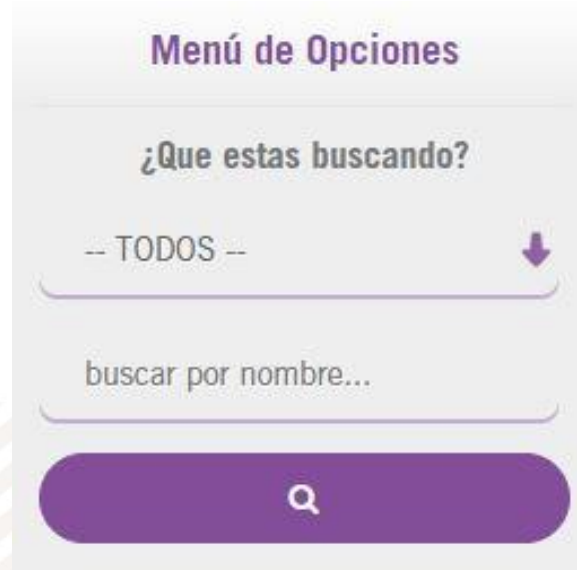 Menú de Opciones
¿Que estas buscando?
-- TODOS --
buscar por nombre...